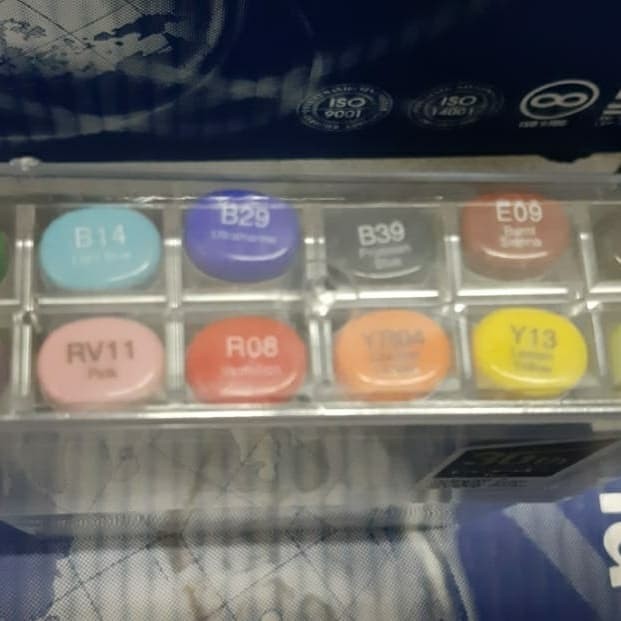 ISO
9001
ISO
14001
B14
Light Blue
B29
Ultramarine
B39
Prussian
Blue
E09
Burnt
Sienna
RV11
Pink
R08
Vermilion
YR04
Y13
Lemon
Yellow